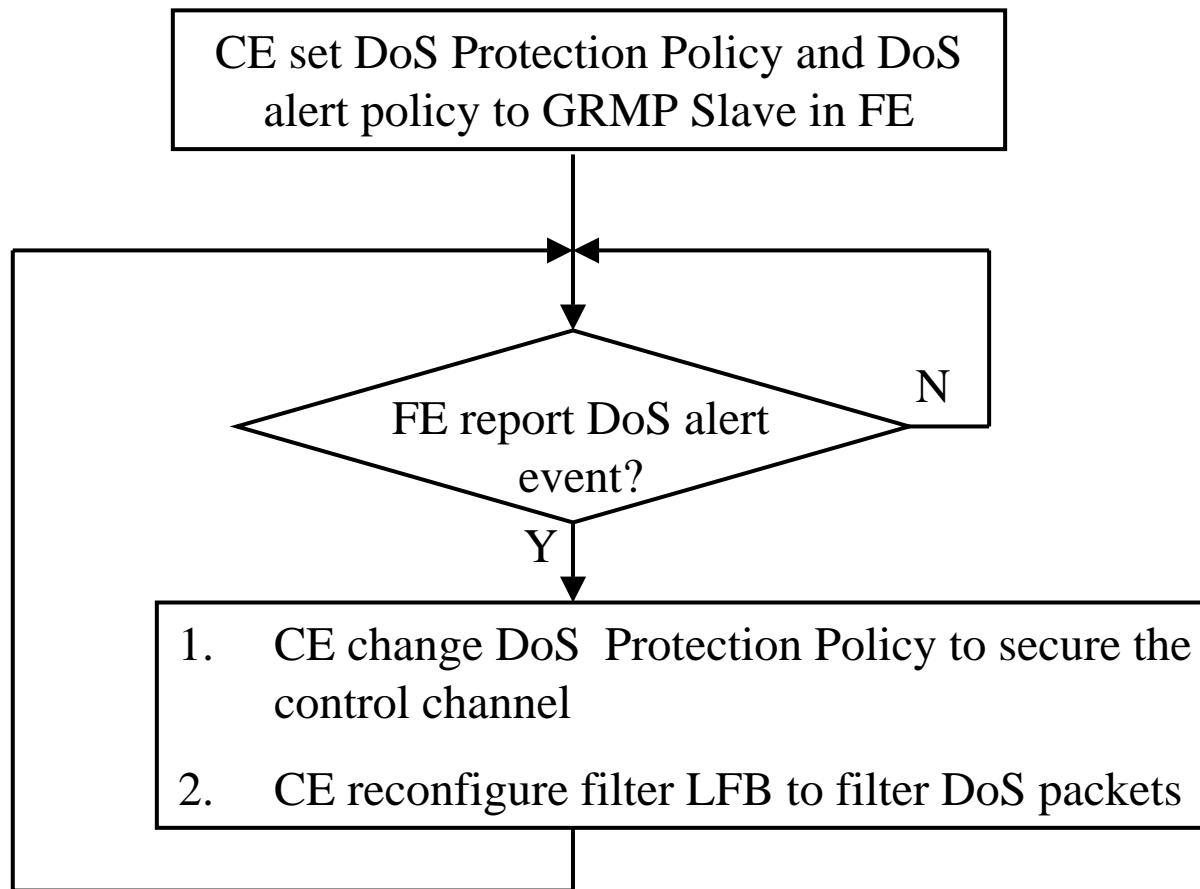 CE set DoS Protection Policy and DoS
alert policy to GRMP Slave in FE
N
FE report DoS alert
event?
Y
1. CE change DoS Protection Policy to secure the
control channel
2. CE reconfigure filter LFB to filter DoS packets